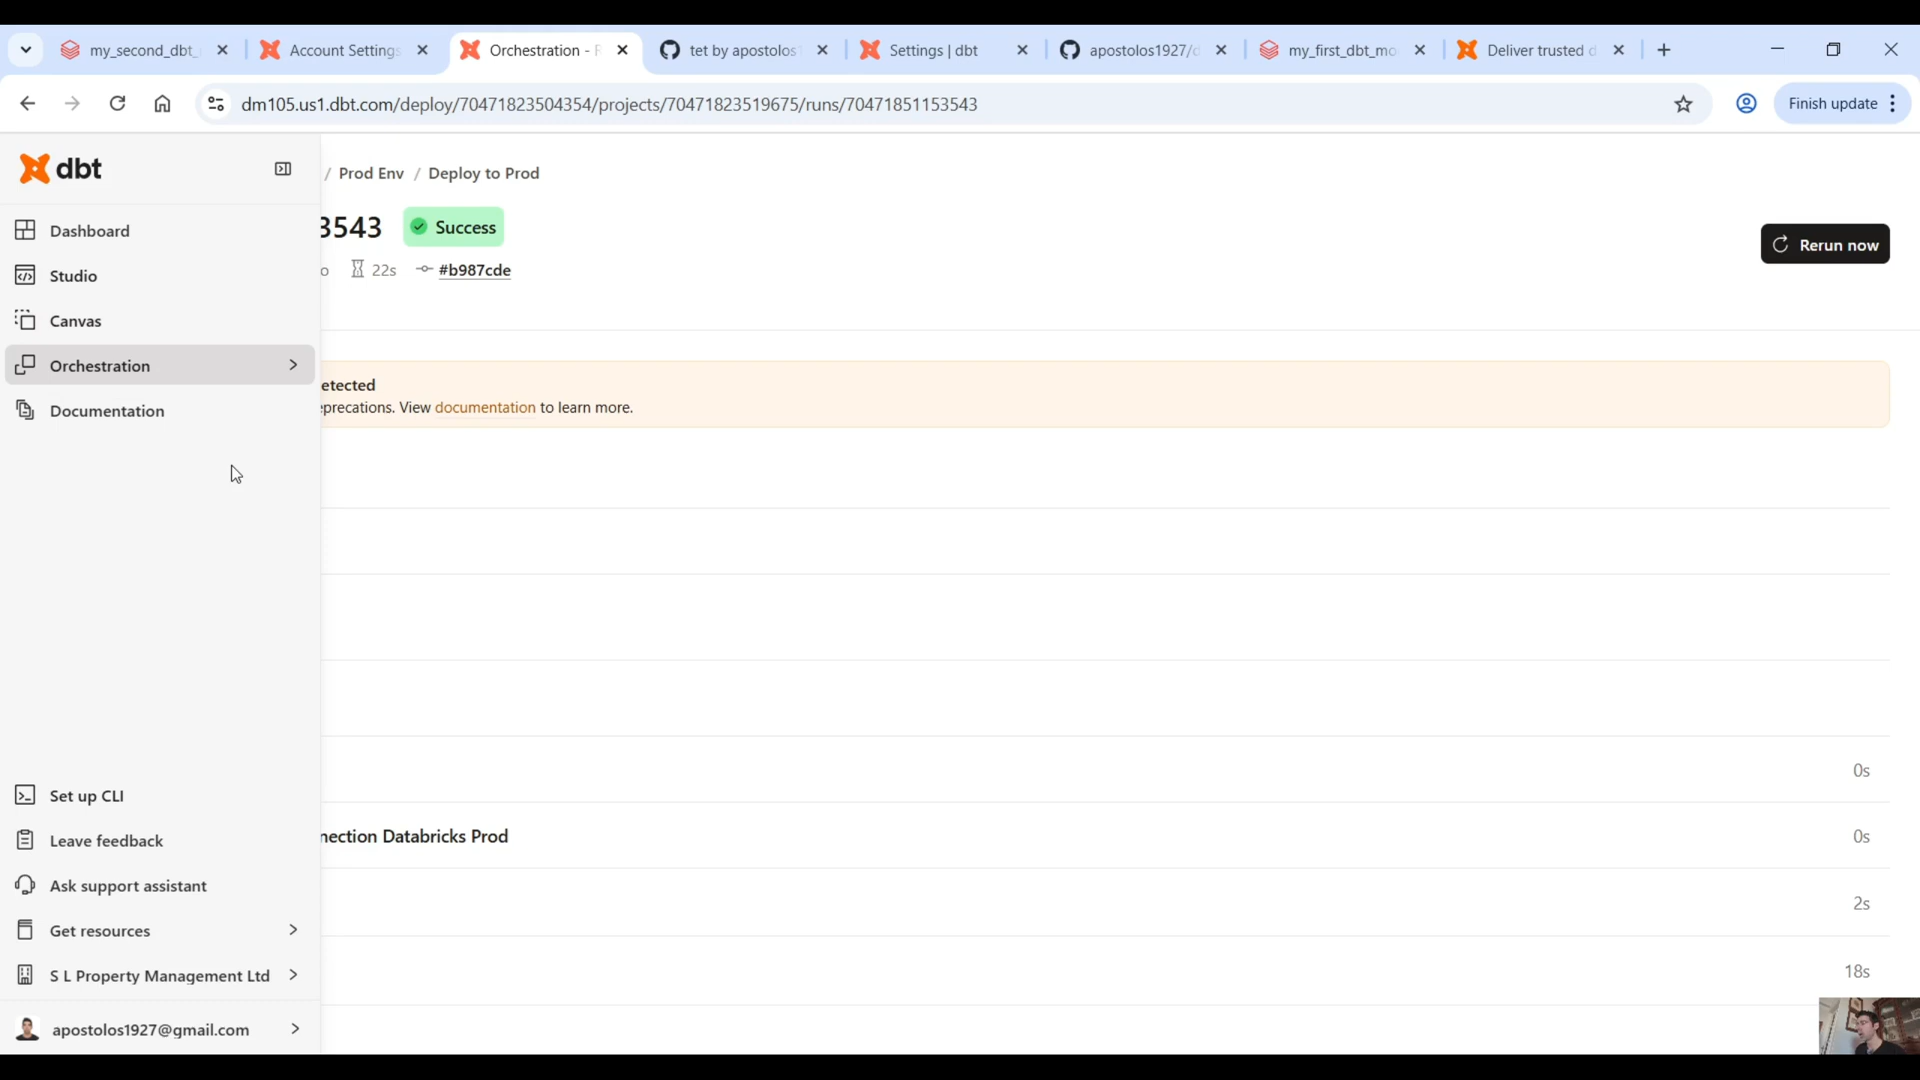 my_second_dbt_
Account Settings
Orchestration - R
tet by apostolos1
Settings | dbt
apostolos1927/d
my_first_dbt_mo
Deliver trusted d
dm105.us1.dbt.com/deploy/70471823504354/projects/70471823519675/runs/70471851153543
Finish update
dbt
Dashboard
Studio
Canvas
Orchestration
Documentation
Set up CLI
Leave feedback
Ask support assistant
Get resources
S L Property Management Ltd
apostolos1927@gmail.com
/ Prod Env / Deploy to Prod
3543 Success
o 22s #b987cde
Rerun now
etected
precations. View documentation to learn more.
0s
nection Databricks Prod 0s
2s
18s